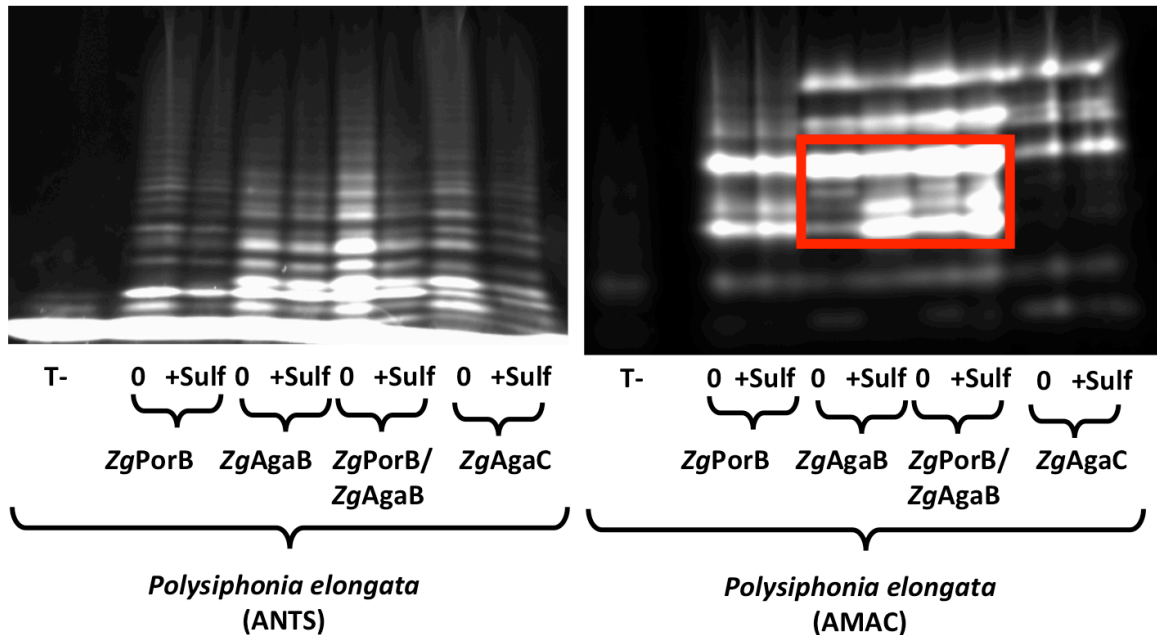 T- 0 +Sulf 0 +Sulf 0 +Sulf 0 +Sulf
ZgPorB ZgAgaB ZgPorB/ ZgAgaC
ZgAgaB
Polysiphonia elongata
(ANTS)
T- 0 +Sulf 0 +Sulf 0 +Sulf 0 +Sulf
ZgPorB ZgAgaB ZgPorB/ ZgAgaC
ZgAgaB
Polysiphonia elongata
(AMAC)